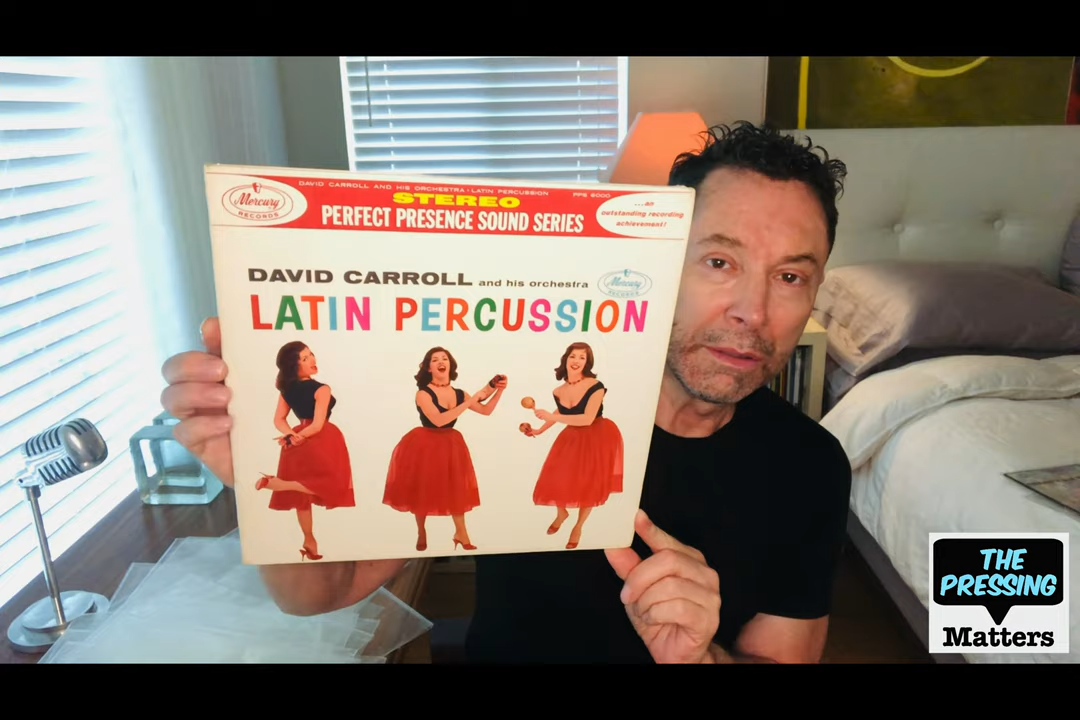 DAVID CARROLL AND HIS ORCHESTRA · LATIN PERCUSSION
PPS 6000
Mercury
RECORDS
STEREO
PERFECT PRESENCE SOUND SERIES
...an
outstanding recording
achievement!
DAVID CARROLL and his orchestra
Mercury
RECORDS
LATIN PERCUSSION
THE
PRESSING
Matters